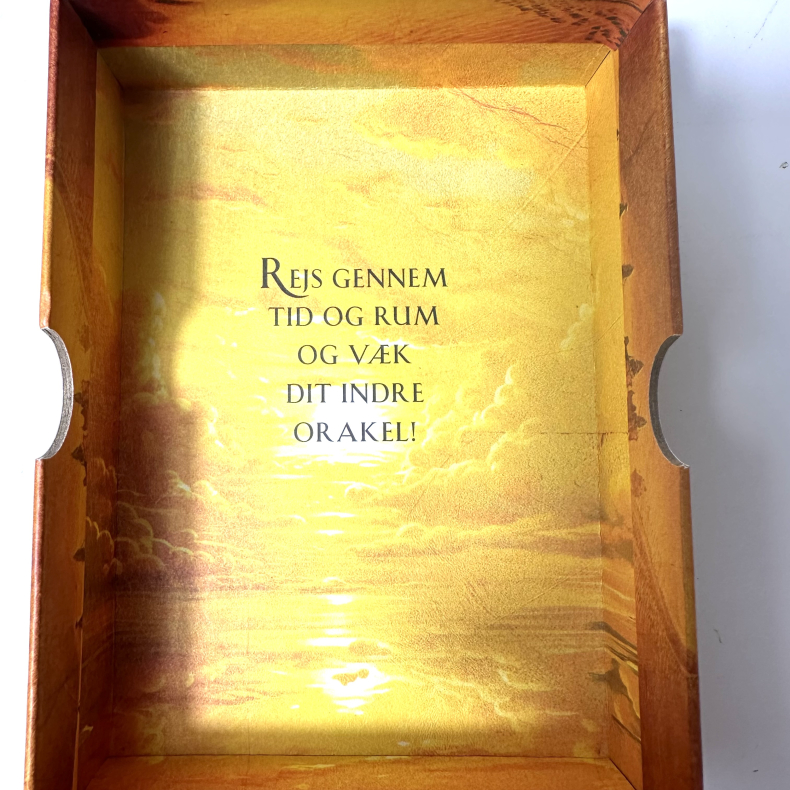 REJS GENNEM
TID OG RUM
OG VÆK
DIT INDRE
ORAKEL!